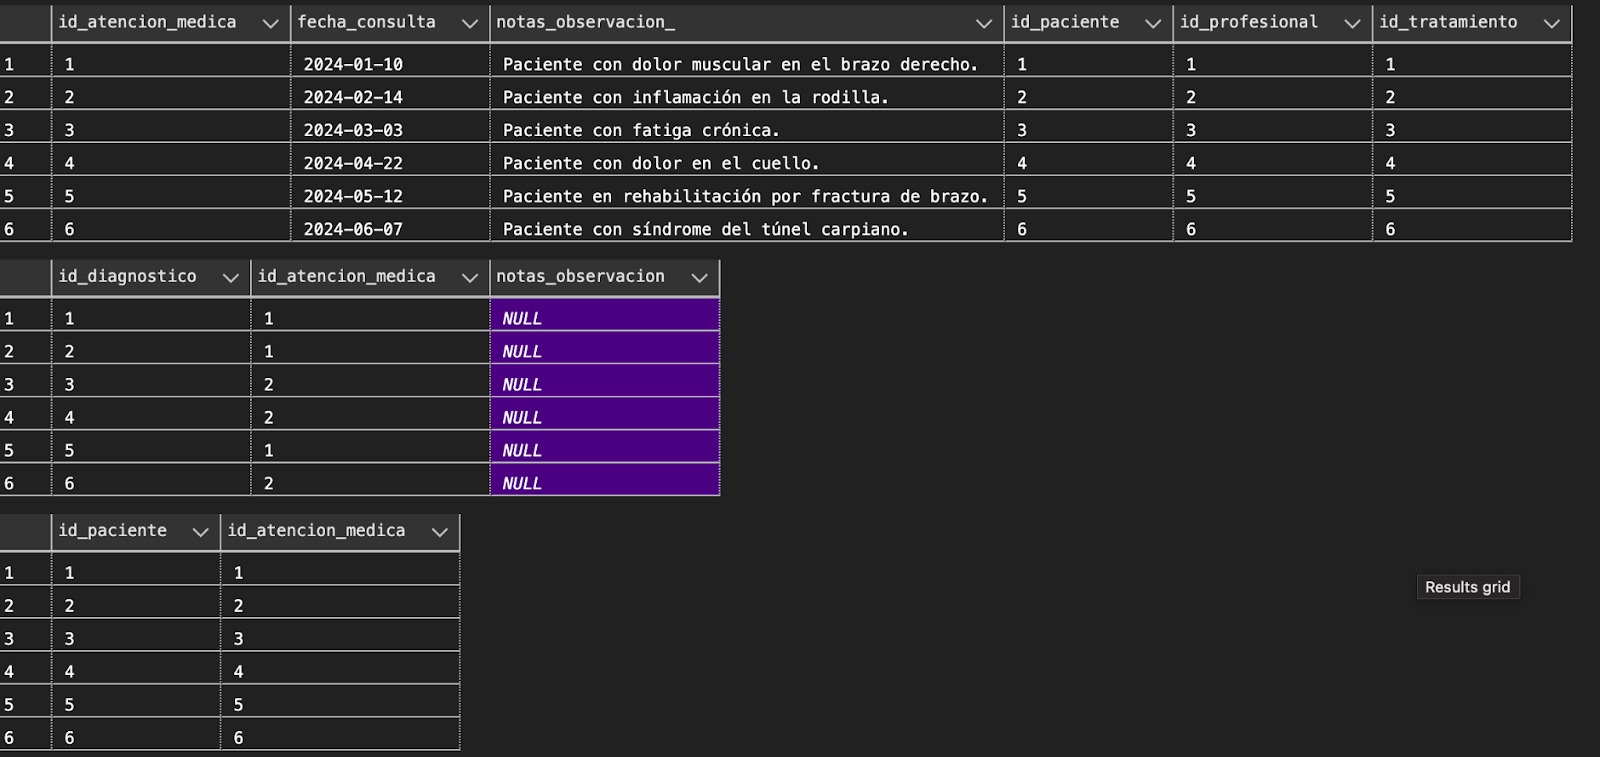 id_atencion_medica fecha_consulta notas_observacion_ id_paciente id_profesional id_tratamiento
1 1 2024-01-10 Paciente con dolor muscular en el brazo derecho. 1 1 1
2 2 2024-02-14 Paciente con inflamación en la rodilla. 2 2 2
3 3 2024-03-03 Paciente con fatiga crónica. 3 3 3
4 4 2024-04-22 Paciente con dolor en el cuello. 4 4 4
5 5 2024-05-12 Paciente en rehabilitación por fractura de brazo. 5 5 5
6 6 2024-06-07 Paciente con síndrome del túnel carpiano. 6 6 6
id_diagnostico id_atencion_medica notas_observacion
1 1 1 NULL
2 2 1 NULL
3 3 2 NULL
4 4 2 NULL
5 5 1 NULL
6 6 2 NULL
id_paciente id_atencion_medica
1 1 1
2 2 2
Results grid
3 3 3
4 4 4
5 5 5
6 6 6